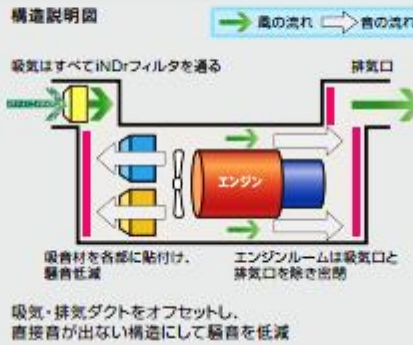 構造説明図
風の流れ
音の流れ
吸気はすべてiNDrフィルタを通る
排気口
エンジン
吸音材を各部に貼付け、
騒音低減
エンジンルームは吸気口と
排気口を除き密閉
吸気・排気ダクトをオフセットし、
直接音が出ない構造にして騒音を低減